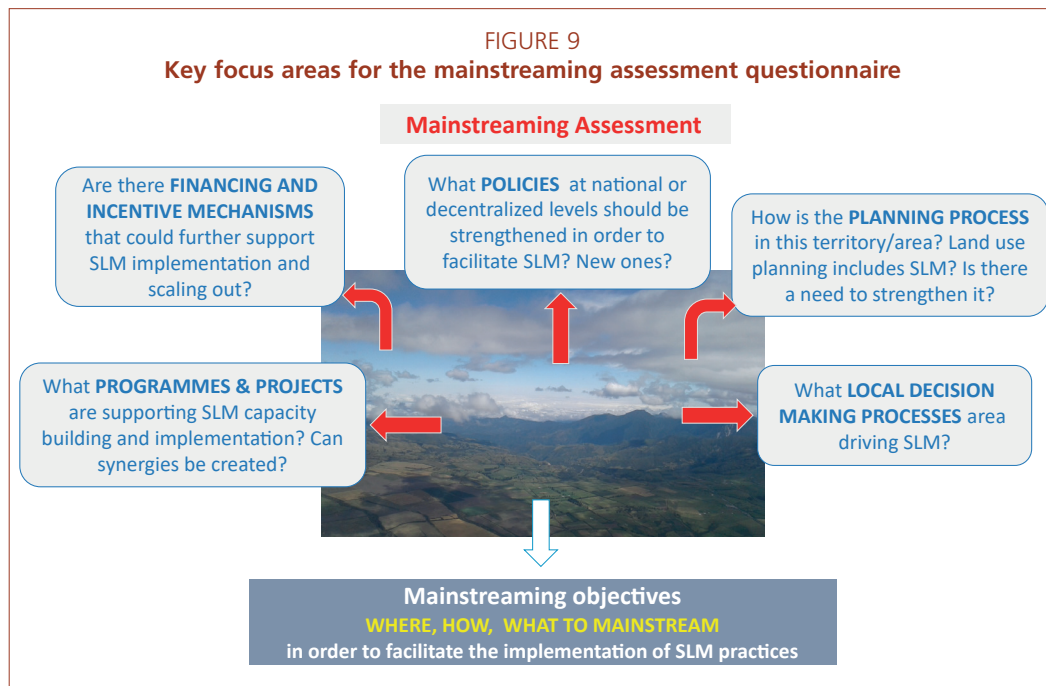 FIGURE 9
Key focus areas for the mainstreaming assessment questionnaire
Mainstreaming Assessment
Are there FINANCING AND
INCENTIVE MECHANISMS
that could further support
SLM implementation and
scaling out?
What POLICIES at national or
decentralized levels should be
strengthened in order to
facilitate SLM? New ones?
How is the PLANNING PROCESS
in this territory/area? Land use
planning includes SLM? Is there
a need to strengthen it?
What PROGRAMMES & PROJECTS
are supporting SLM capacity
building and implementation? Can
synergies be created?
What LOCAL DECISION
MAKING PROCESSES area
driving SLM?
Mainstreaming objectives
WHERE, HOW, WHAT TO MAINSTREAM
in order to facilitate the implementation of SLM practices